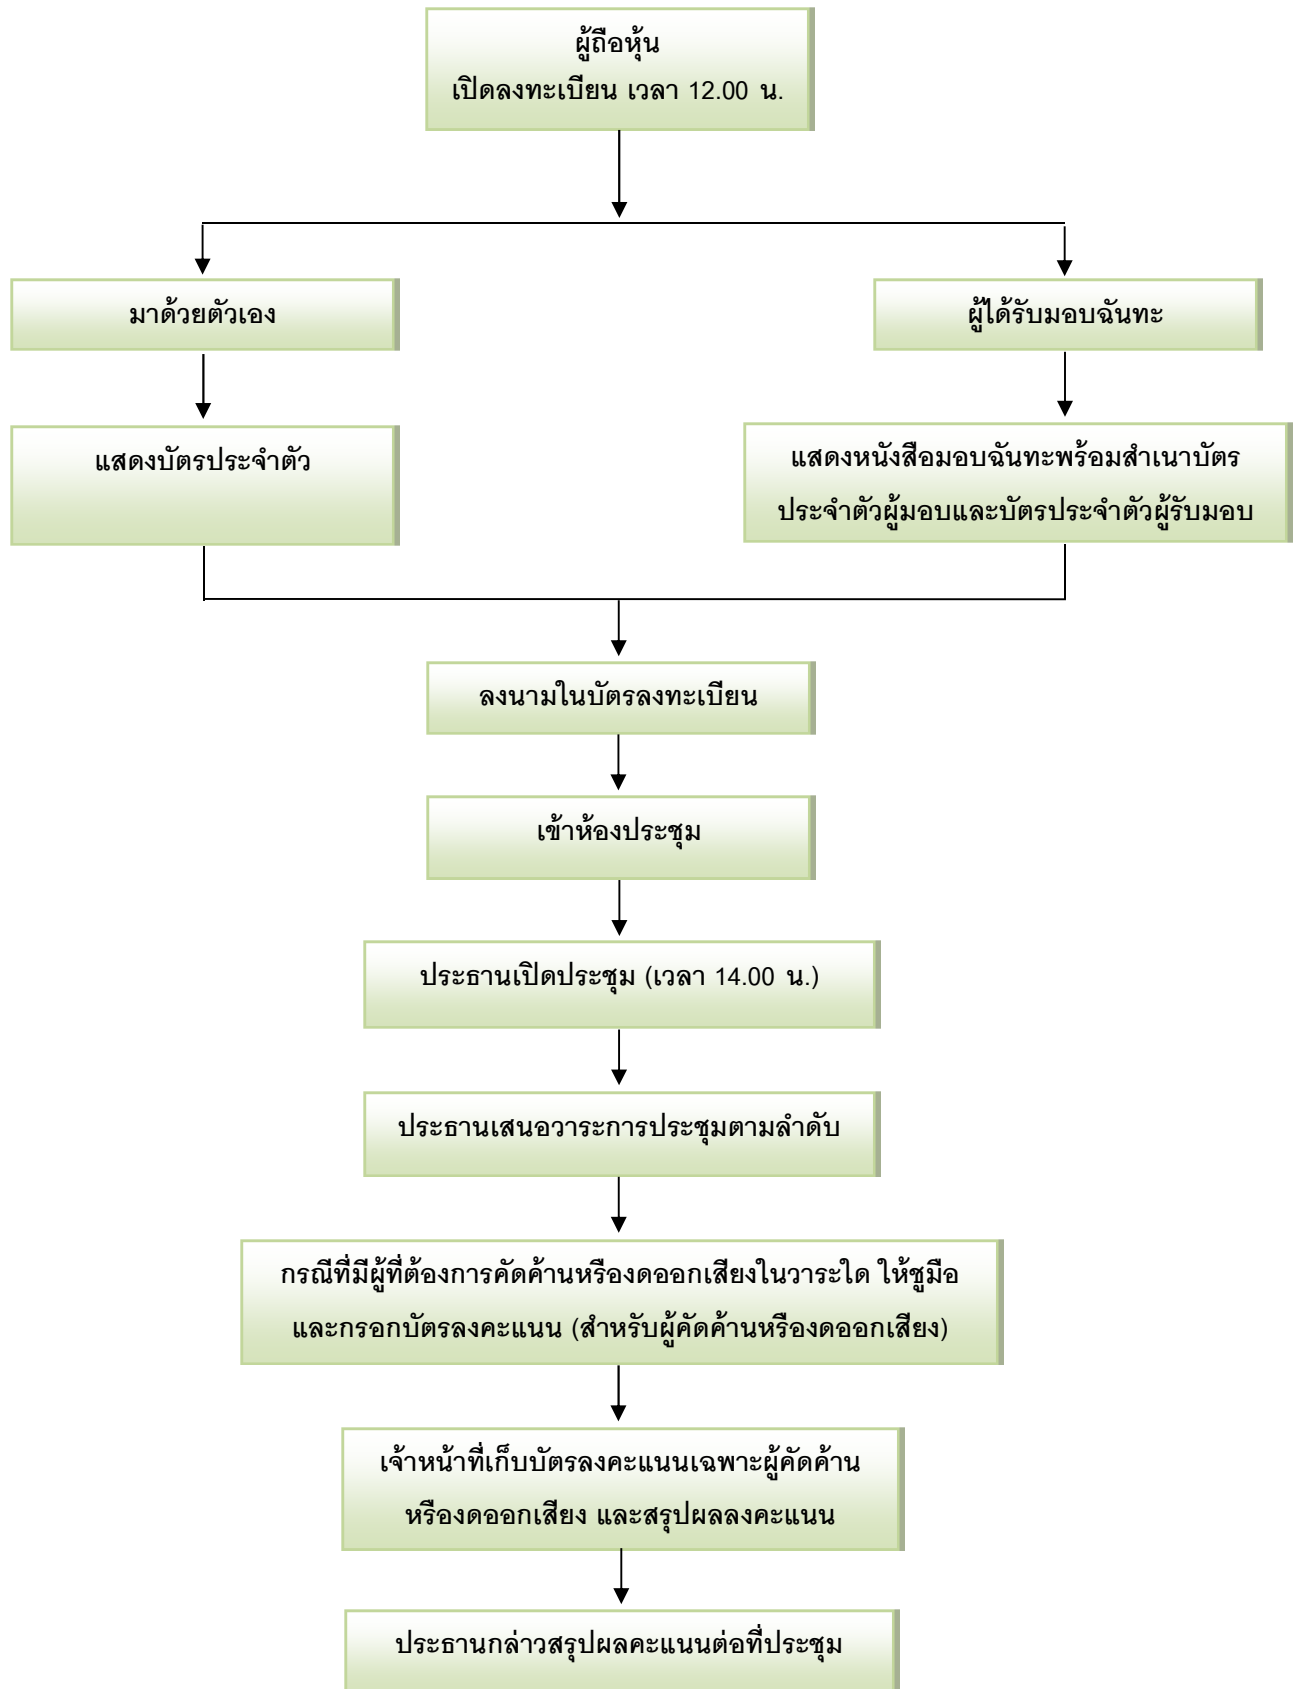 ผู้ถือหุ้น
เปิดลงทะเบียน เวลา 12.00 น.
มาด้วยตัวเอง
ผู้ได้รับมอบฉันทะ
แสดงบัตรประจำตัว
แสดงหนังสือมอบฉันทะพร้อมสำเนาบัตร
ประจำตัวผู้มอบและบัตรประจำตัวผู้รับมอบ
ลงนามในบัตรลงทะเบียน
เข้าห้องประชุม
ประธานเปิดประชุม (เวลา 14.00 น.)
ประธานเสนอวาระการประชุมตามลำดับ
กรณีที่มีผู้ที่ต้องการคัดค้านหรืองดออกเสียงในวาระใด ให้ชูมือ
และกรอกบัตรลงคะแนน (สำหรับผู้คัดค้านหรืองดออกเสียง)
เจ้าหน้าที่เก็บบัตรลงคะแนนเฉพาะผู้คัดค้าน
หรืองดออกเสียง และสรุปผลลงคะแนน
ประธานกล่าวสรุปผลคะแนนต่อที่ประชุม